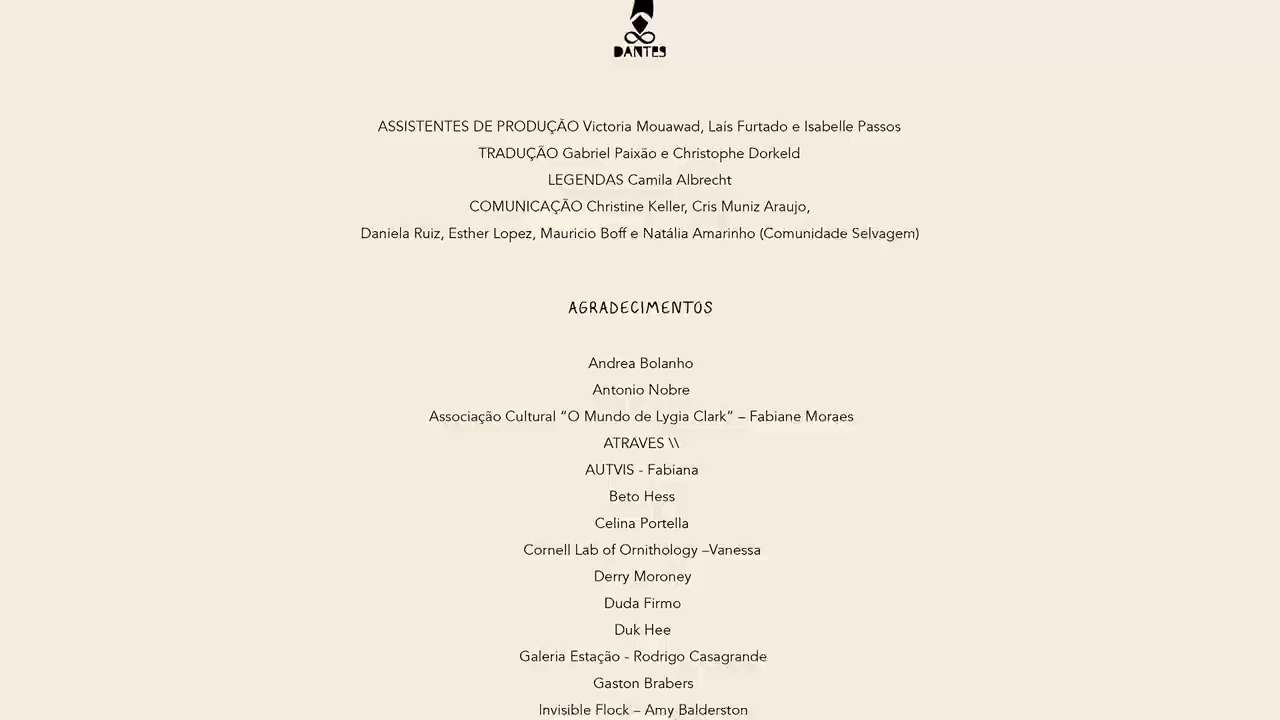 DANTES
ASSISTENTES DE PRODUÇÃO Victoria Mouawad, Laís Furtado e Isabelle Passos
TRADUÇÃO Gabriel Paixão e Christophe Dorkeld
LEGENDAS Camila Albrecht
COMUNICAÇÃO Christine Keller, Cris Muniz Araujo,
Daniela Ruiz, Esther Lopez, Mauricio Boff e Natália Amarinho (Comunidade Selvagem)
AGRADECIMENTOS
Andrea Bolanho
Antonio Nobre
Associação Cultural “O Mundo de Lygia Clark” – Fabiane Moraes
ATRAVES \\
AUTVIS - Fabiana
Beto Hess
Celina Portella
Cornell Lab of Ornithology –Vanessa
Derry Moroney
Duda Firmo
Duk Hee
Galeria Estação - Rodrigo Casagrande
Gaston Brabers
Invisible Flock – Amy Balderston